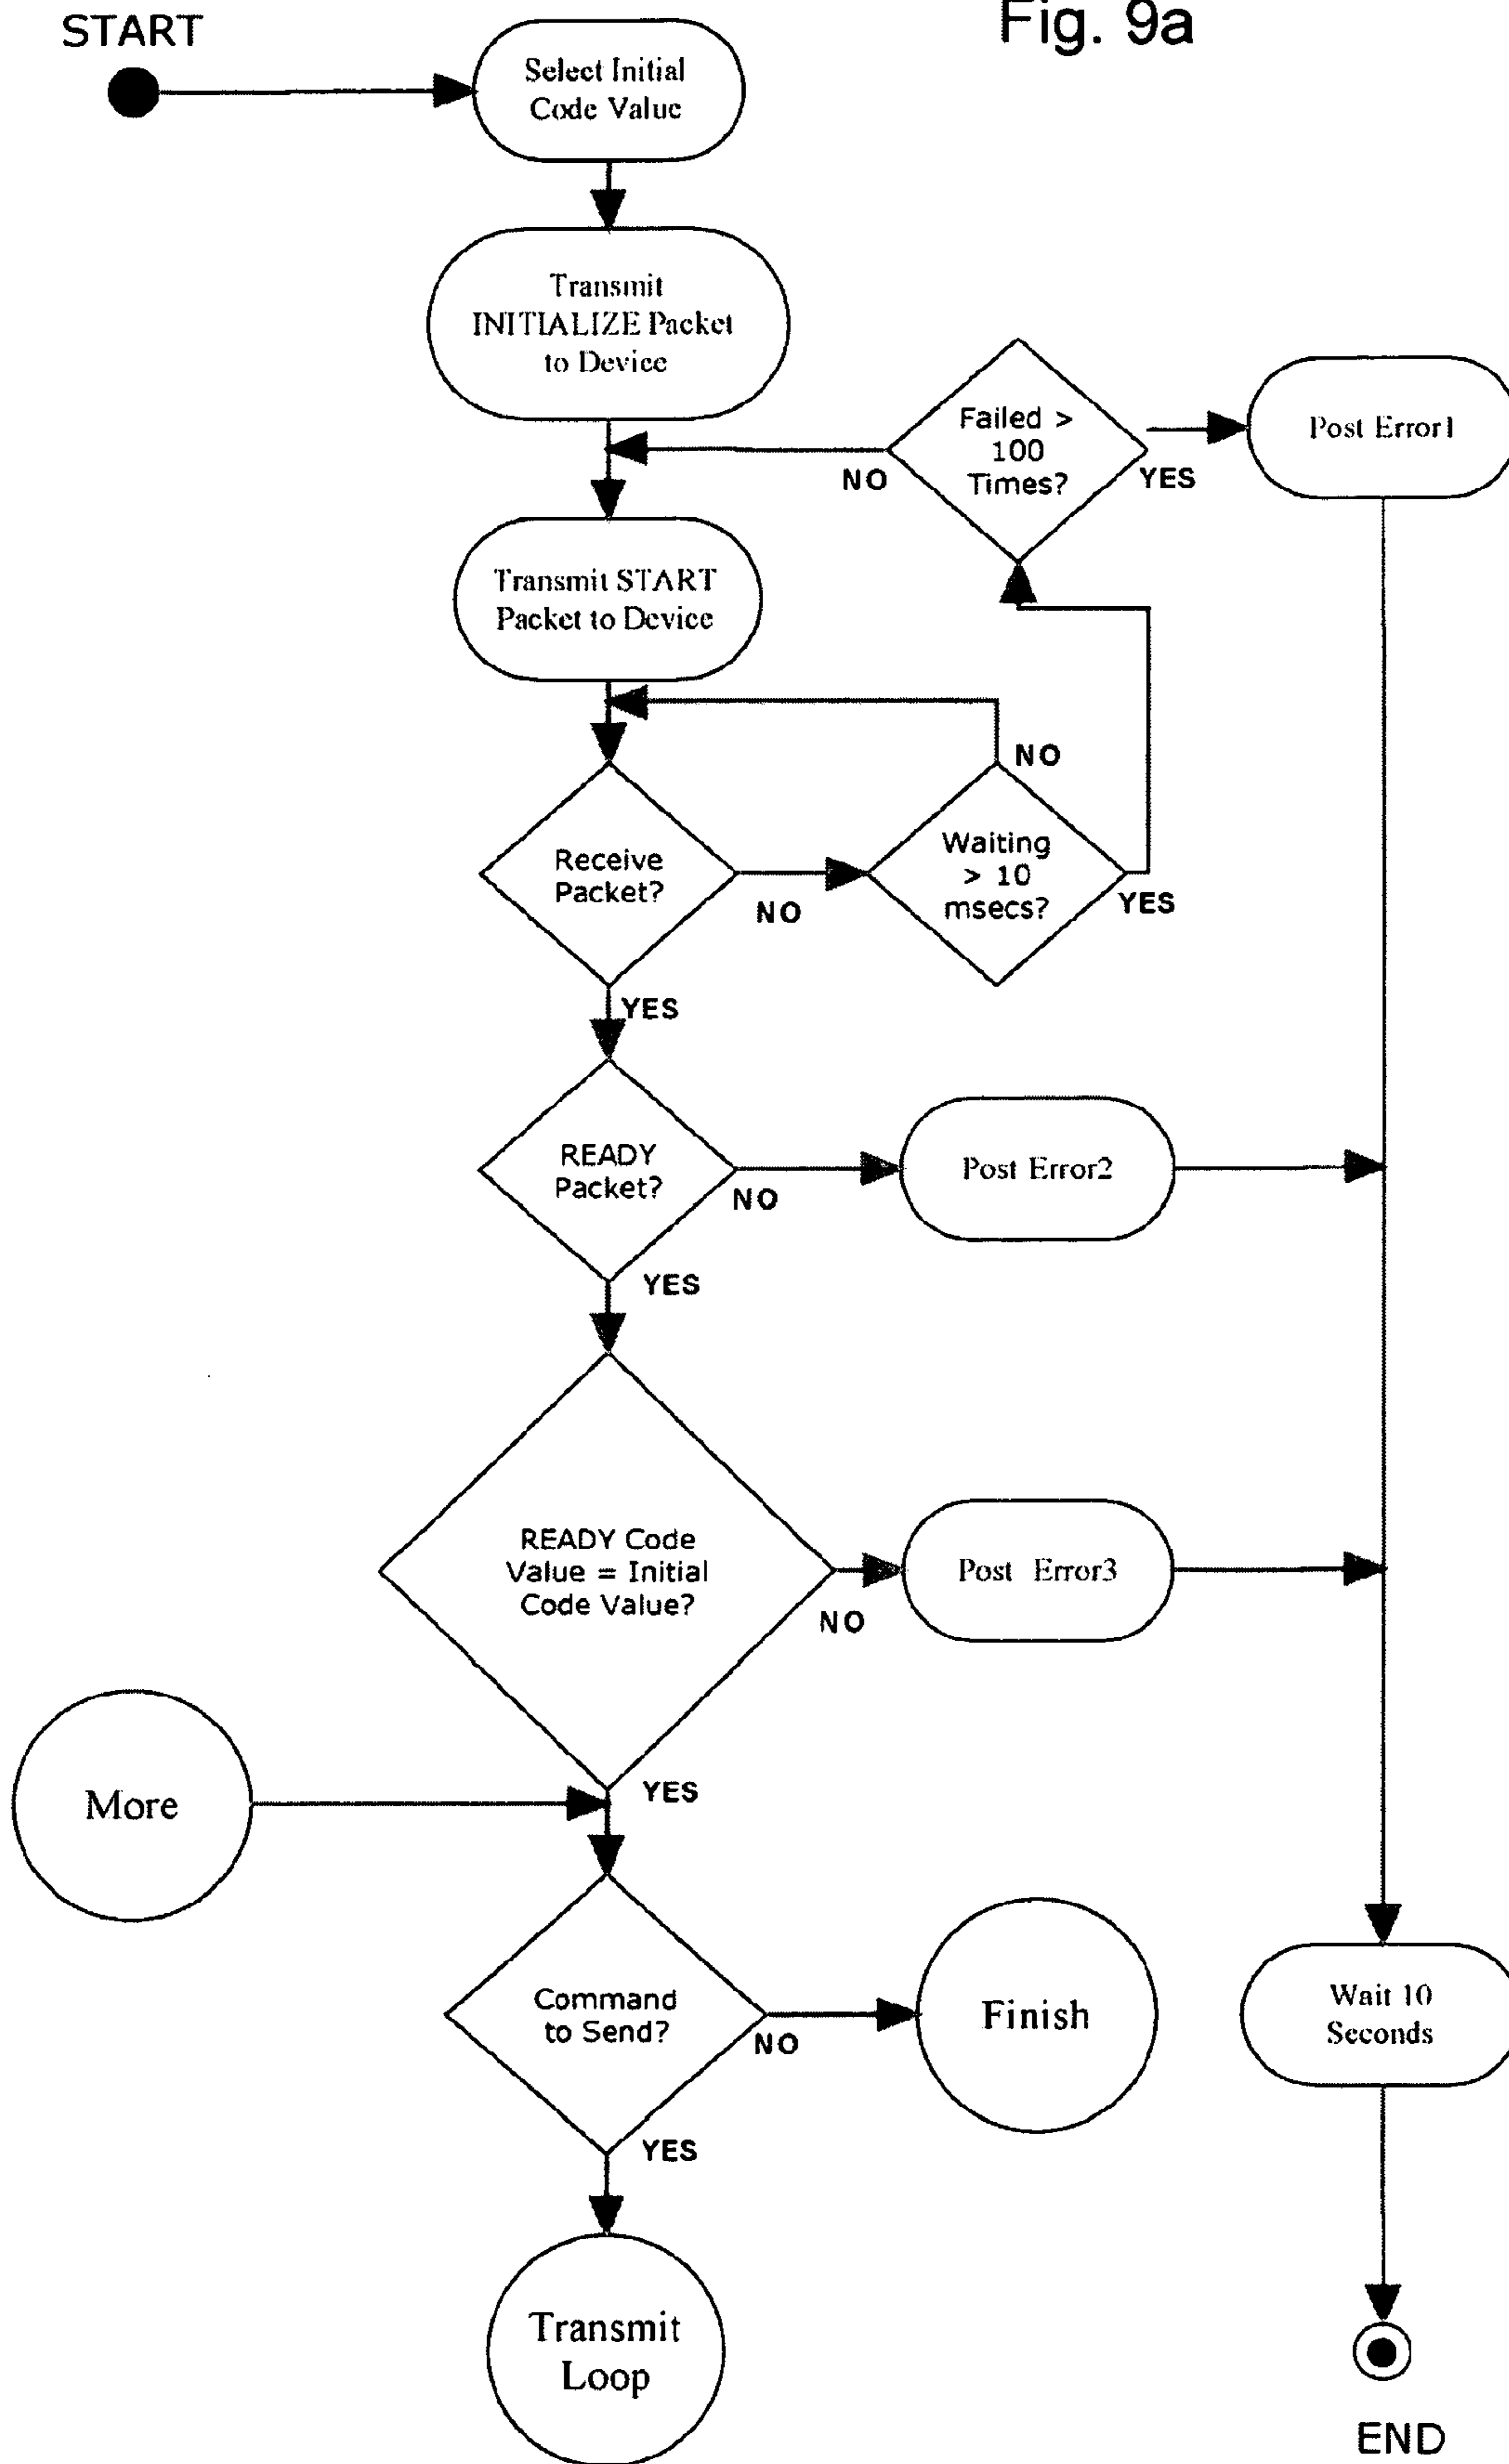 Fig. 9a
START
Select Initial
Code Value
Transmit
INITIALIZE Packet
to Device
Failed >
100
Times?
NO
YES
Post Error1
Transmit START
Packet to Device
NO
Receive
Packet?
NO
Waiting
> 10
msecs?
YES
YES
READY
Packet?
NO
Post Error2
YES
READY Code
Value = Initial
Code Value?
NO
Post Error3
YES
More
Command
to Send?
NO
Finish
Wait 10
Seconds
YES
Transmit
Loop
END